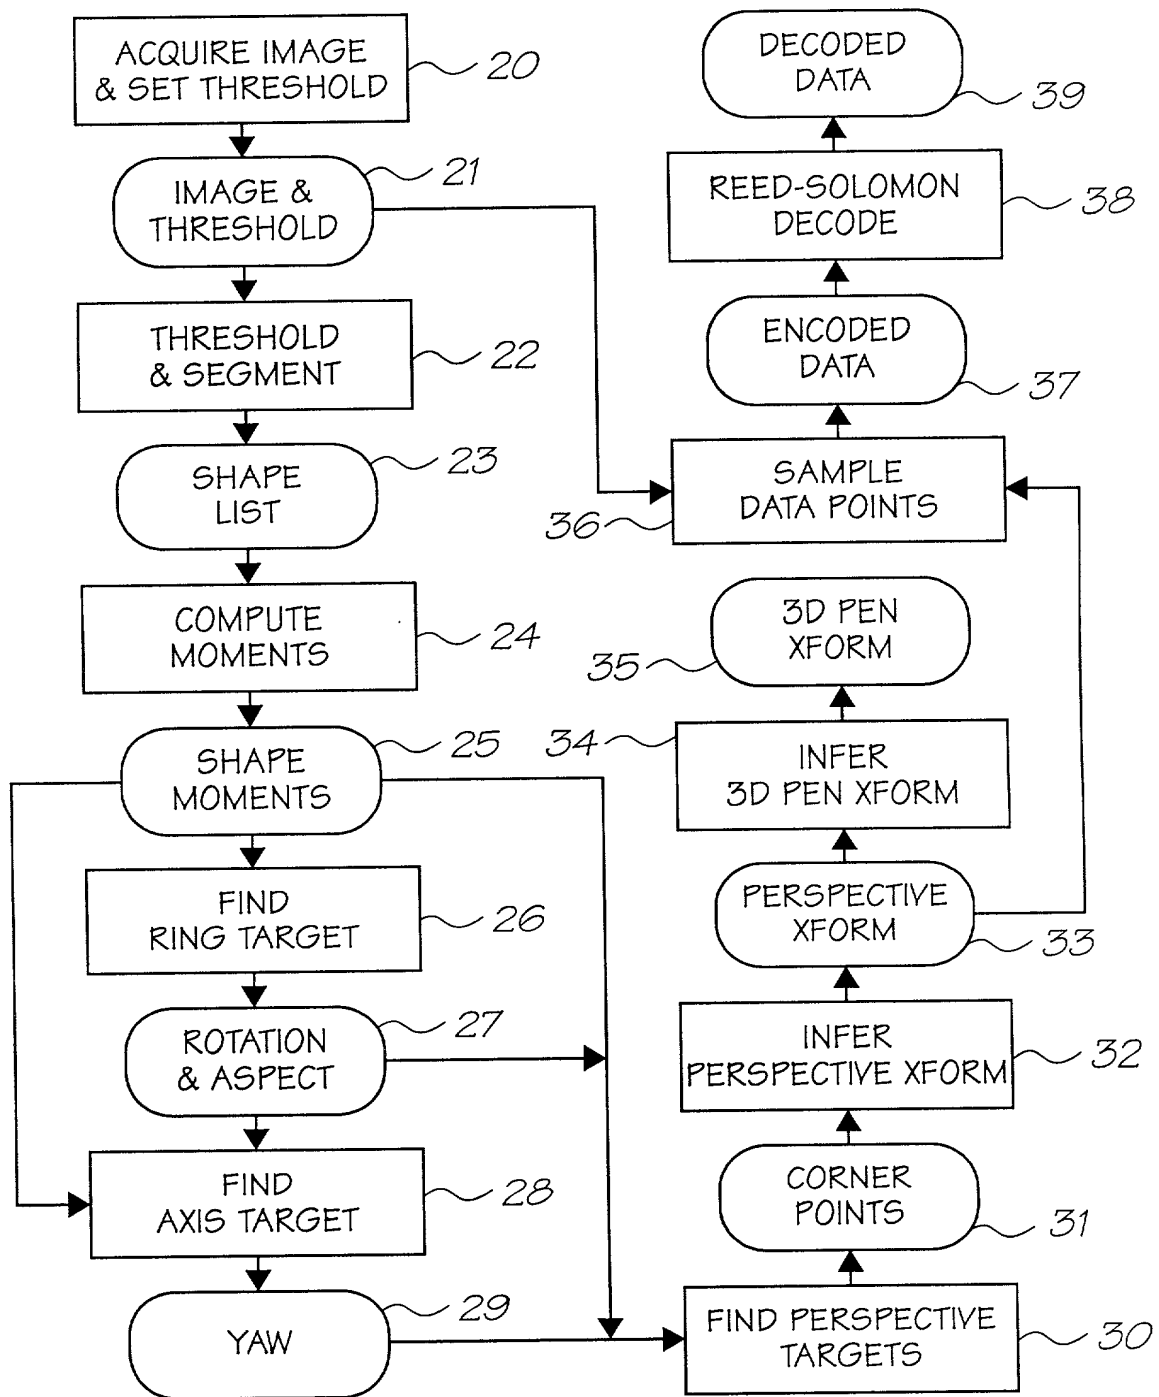 ACQUIRE IMAGE
& SET THRESHOLD
20
IMAGE &
THRESHOLD
21
THRESHOLD
& SEGMENT
22
SHAPE
LIST
23
COMPUTE
MOMENTS
24
SHAPE
MOMENTS
25
FIND
RING TARGET
26
ROTATION
& ASPECT
27
FIND
AXIS TARGET
28
YAW
29
DECODED
DATA
39
REED-SOLOMON
DECODE
38
ENCODED
DATA
37
SAMPLE
DATA POINTS
36
3D PEN
XFORM
35
34
INFER
3D PEN XFORM
PERSPECTIVE
XFORM
33
INFER
PERSPECTIVE XFORM
32
CORNER
POINTS
31
FIND PERSPECTIVE
TARGETS
30